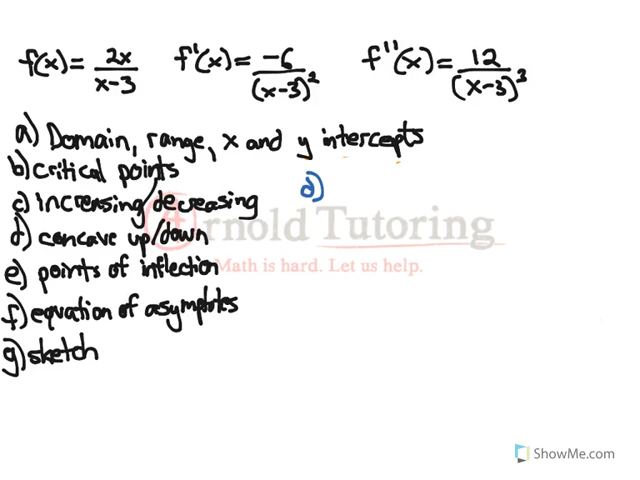 f(x) = 2x/(x-3)   f'(x) = -6/(x-3)²   f''(x) = 12/(x-3)³
a) Domain, range, x and y intercepts
b) critical points
c) increasing/decreasing
d) concave up/down
e) points of inflection
f) equation of asymptotes
g) sketch
a)
Arnold Tutoring
Math is hard. Let us help.
ShowMe.com